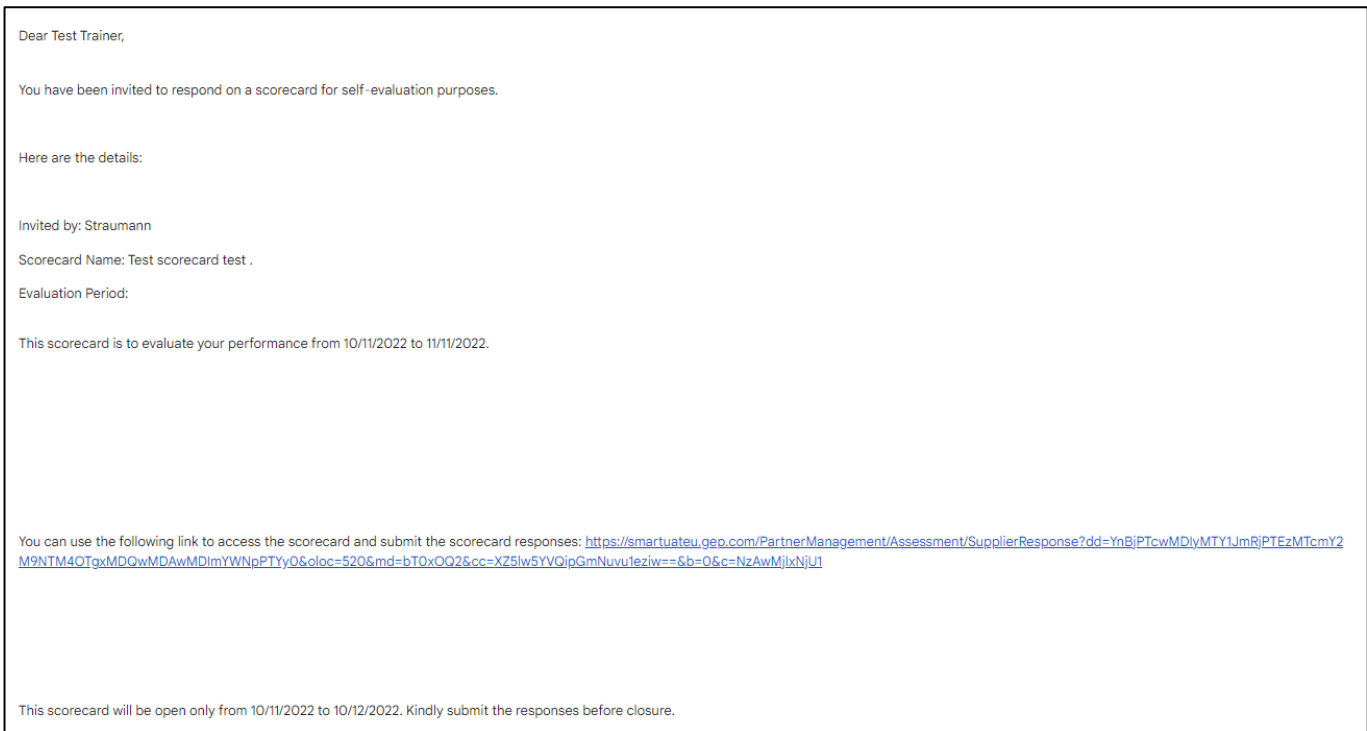 Dear Test Trainer,
You have been invited to respond on a scorecard for self-evaluation purposes.
Here are the details:
Invited by: Straumann
Scorecard Name: Test scorecard test .
Evaluation Period:
This scorecard is to evaluate your performance from 10/11/2022 to 11/11/2022.
You can use the following link to access the scorecard and submit the scorecard responses: https://smartuateu.gep.com/PartnerManagement/Assessment/SupplierResponse?dd=YnBjPTcwMDIyMTY1JmRjPTEzMTcmY2
M9NTM4OTgxMDQwMDAwMDImYWNpPTYy0&oloc=520&md=bT0xOQ2&cc=XZ5lw5YVQipGmNuvu1eziw==&b=0&c=NzAwMjIxNjU1
This scorecard will be open only from 10/11/2022 to 10/12/2022. Kindly submit the responses before closure.